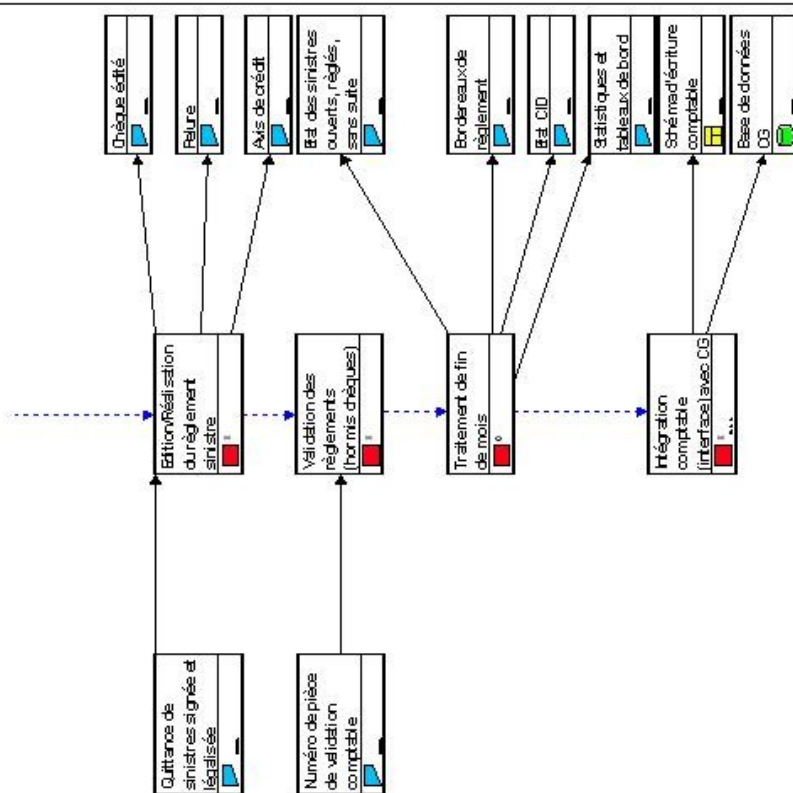 Chèque édité
Pelure
Avis de crédit
Etat des sinistres
ouverts, règlés,
sans suite
Bordereaux de
règlement
Etat CID
Statistiques et
tableaux de bord
Schéma d'écriture
comptable
Base de données
CG
Edition/Réalisation
du règlement
sinistre
Validation des
règlements
(hormis chèques)
Traitement de fin
de mois
Intégration
comptable
(interface) avec CG
Quittance de
sinistres signée et
légalisée
Numéro de pièce
de validation
comptable